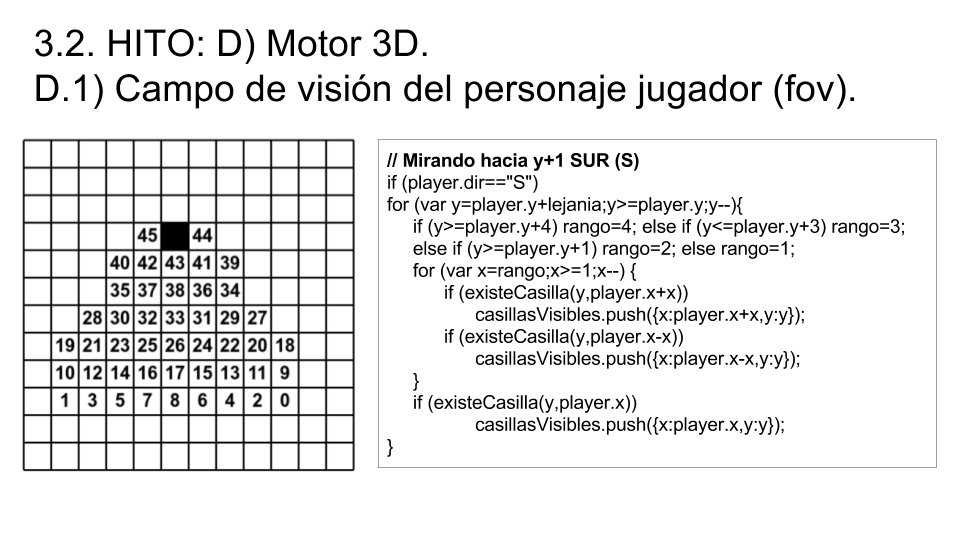 3.2. HITO: D) Motor 3D.
D.1) Campo de visión del personaje jugador (fov).
45 44
40 42 43 41 39
35 37 38 36 34
28 30 32 33 31 29 27
19 21 23 25 26 24 22 20 18
10 12 14 16 17 15 13 11 9
1 3 5 7 8 6 4 2 0
// Mirando hacia y+1 SUR (S)
if (player.dir=="S")
for (var y=player.y+lejania;y>=player.y;y--){
if (y>=player.y+4) rango=4; else if (y<=player.y+3) rango=3;
else if (y>=player.y+1) rango=2; else rango=1;
for (var x=rango;x>=1;x--) {
if (existeCasilla(y,player.x+x))
casillasVisibles.push({x:player.x+x,y:y});
if (existeCasilla(y,player.x-x))
casillasVisibles.push({x:player.x-x,y:y});
}
if (existeCasilla(y,player.x))
casillasVisibles.push({x:player.x,y:y});
}